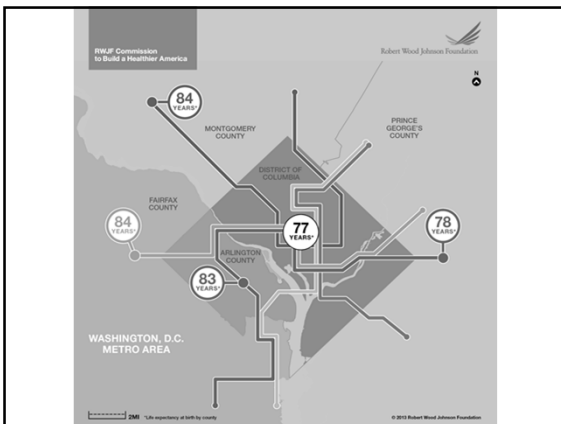 RWJF Commission
to Build a Healthier America
Robert Wood Johnson Foundation
N
84
YEARS*
MONTGOMERY
COUNTY
PRINCE
GEORGE'S
COUNTY
DISTRICT OF
COLUMBIA
FAIRFAX
COUNTY
84
YEARS*
77
YEARS*
78
YEARS*
ARLINGTON
COUNTY
83
YEARS*
WASHINGTON, D.C.
METRO AREA
2MI *Life expectancy at birth by county.
© 2013 Robert Wood Johnson Foundation